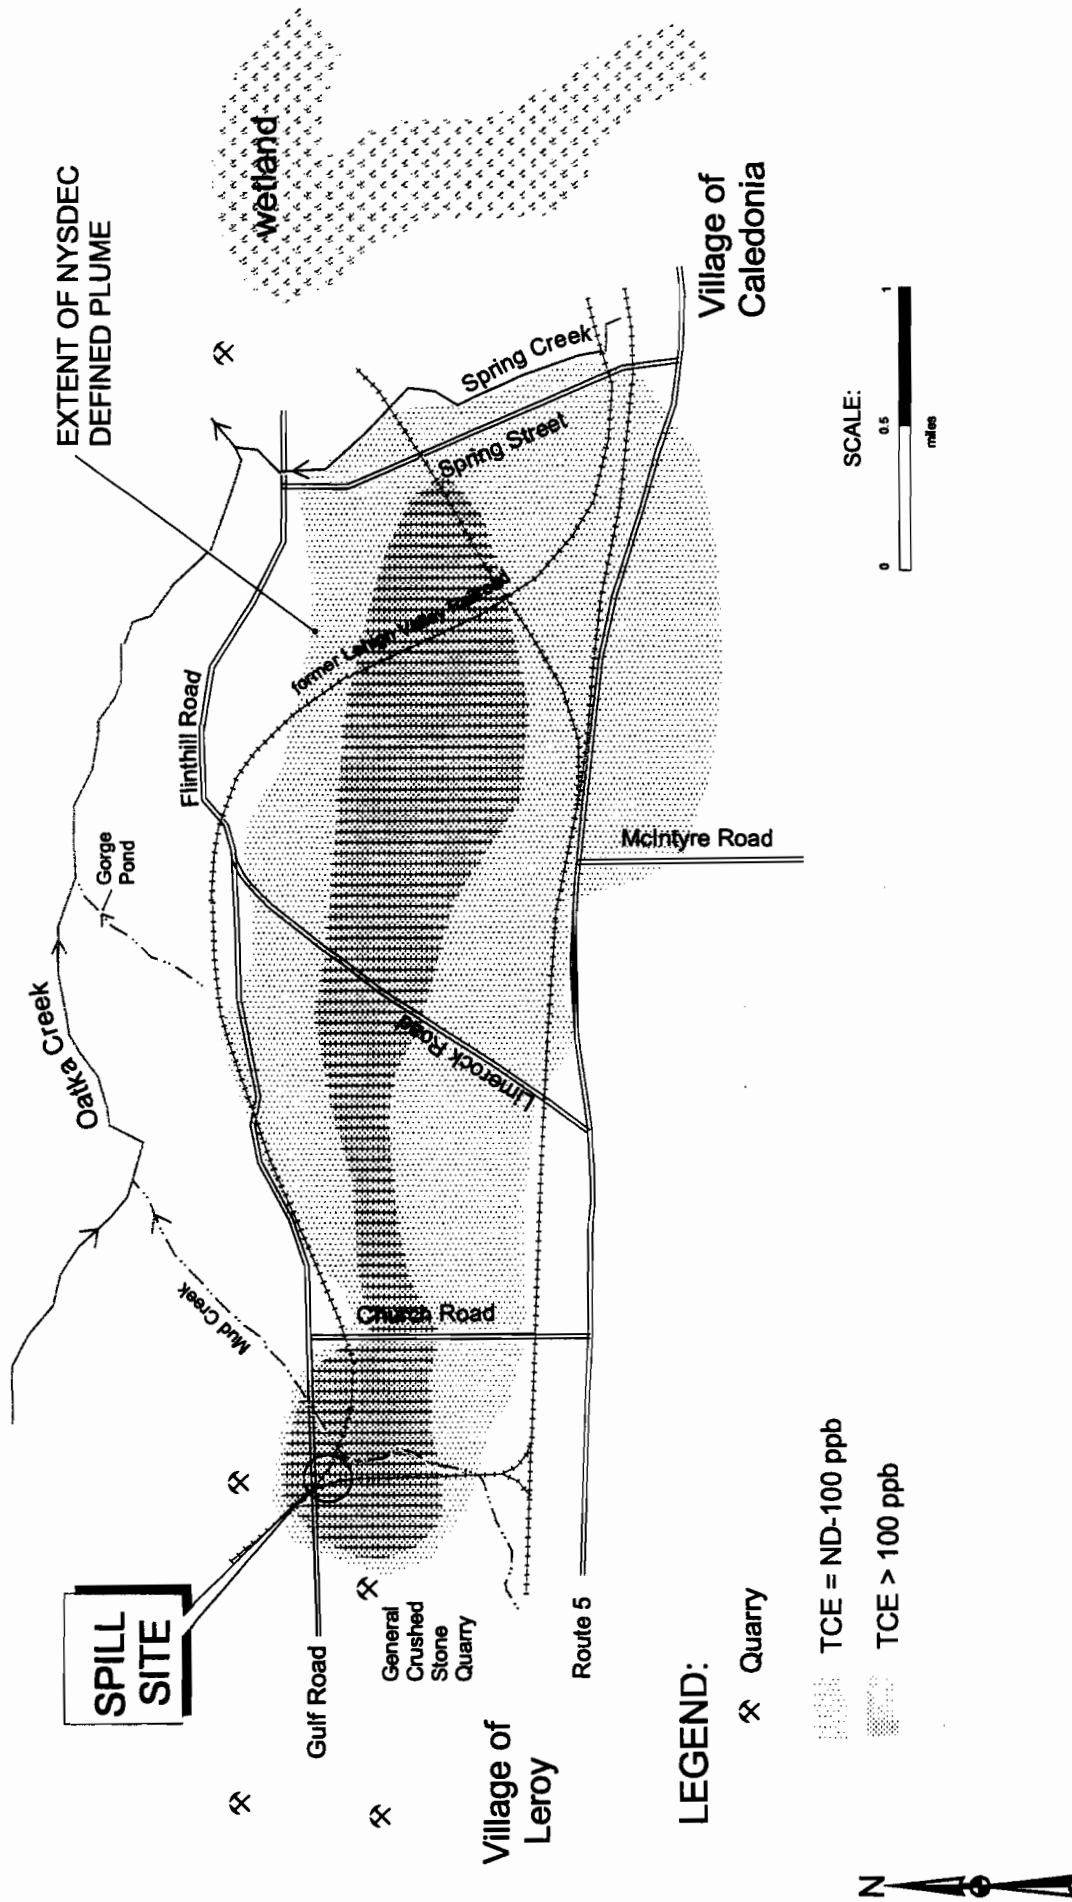 EXTENT OF NYSDEC
DEFINED PLUME
wetland
SPILL
SITE
Oatka Creek
Gorge
Pond
Mud Creek
Flinthill Road
former Lehigh Valley Railroad
Spring Creek
Spring Street
Gulf Road
General
Crushed
Stone
Quarry
Church Road
Limerock Road
McIntyre Road
Route 5
Village of
Leroy
Village of
Caledonia
LEGEND:
Quarry
TCE = ND-100 ppb
TCE > 100 ppb
SCALE:
0 0.5 1
miles
N